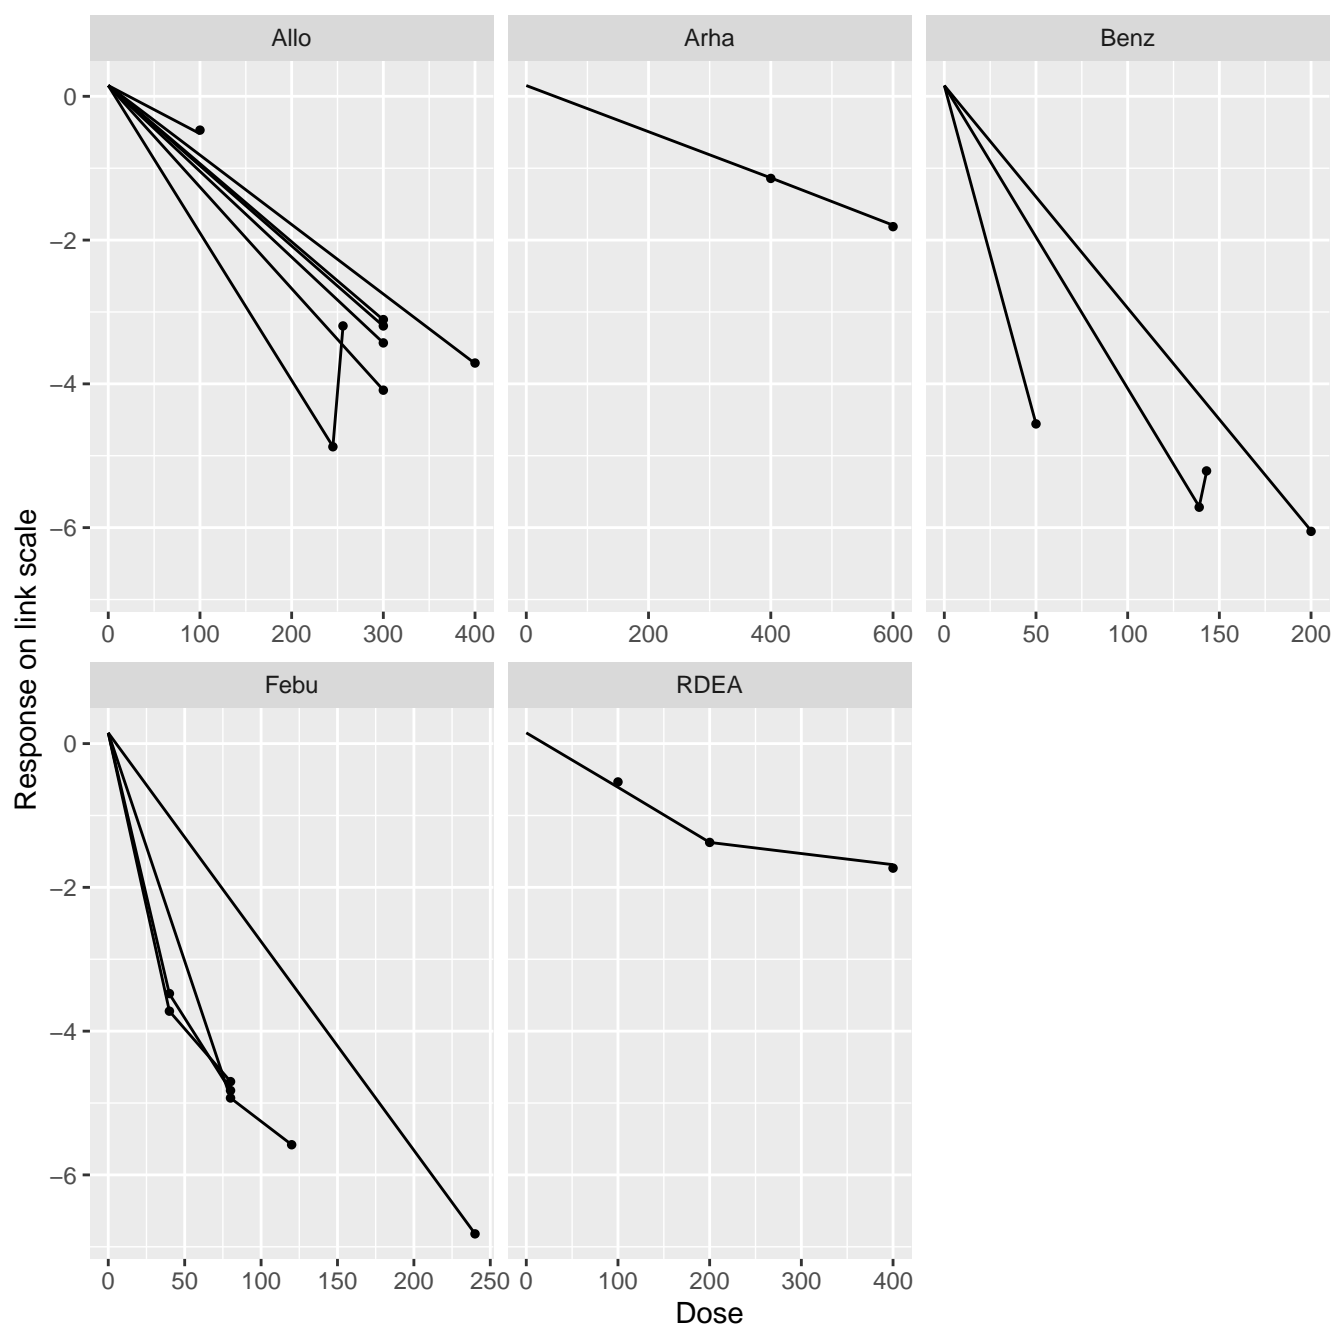 Allo
Arha
Benz
0
−2
−4
−6
0 100 200 300 400
0 200 400 600
0 50 100 150 200
Response on link scale
Febu
RDEA
0
−2
−4
−6
0 50 100 150 200 250
0 100 200 300 400
Dose